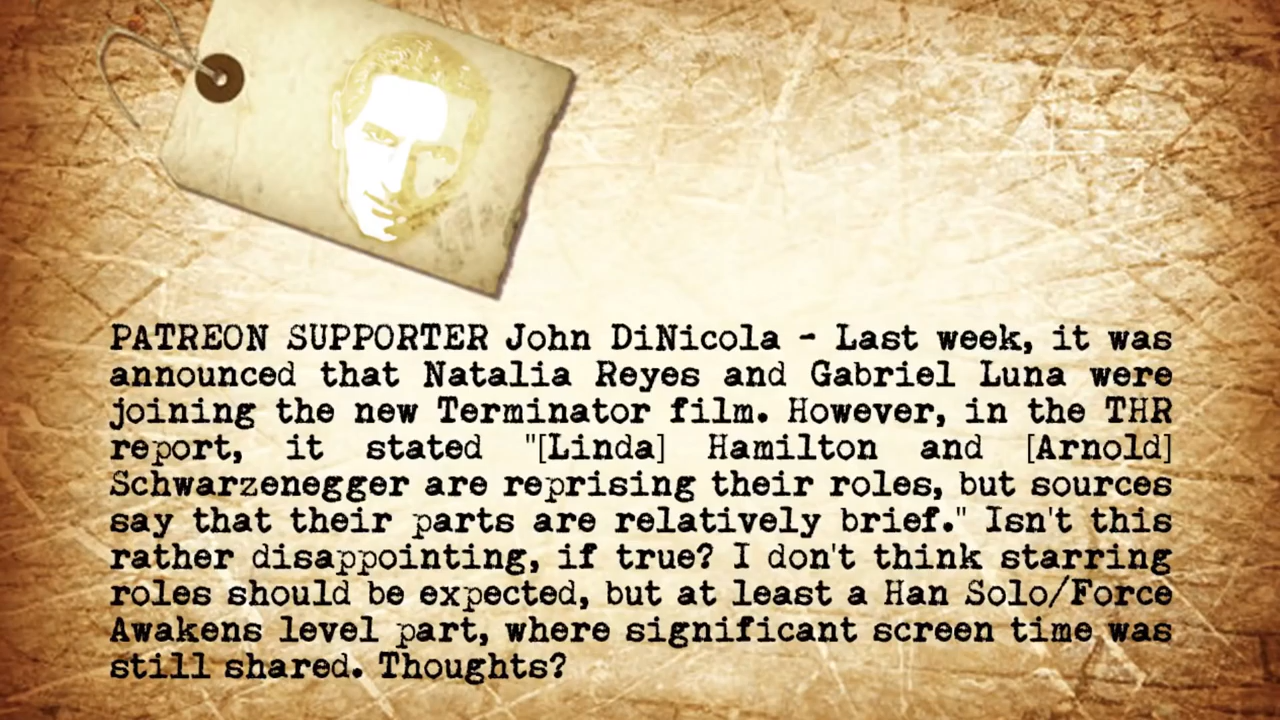 PATREON SUPPORTER John DiNicola - Last week, it was
announced that Natalia Reyes and Gabriel Luna were
joining the new Terminator film. However, in the THR
report, it stated "[Linda] Hamilton and [Arnold]
Schwarzenegger are reprising their roles, but sources
say that their parts are relatively brief." Isn't this
rather disappointing, if true? I don't think starring
roles should be expected, but at least a Han Solo/Force
Awakens level part, where significant screen time was
still shared. Thoughts?